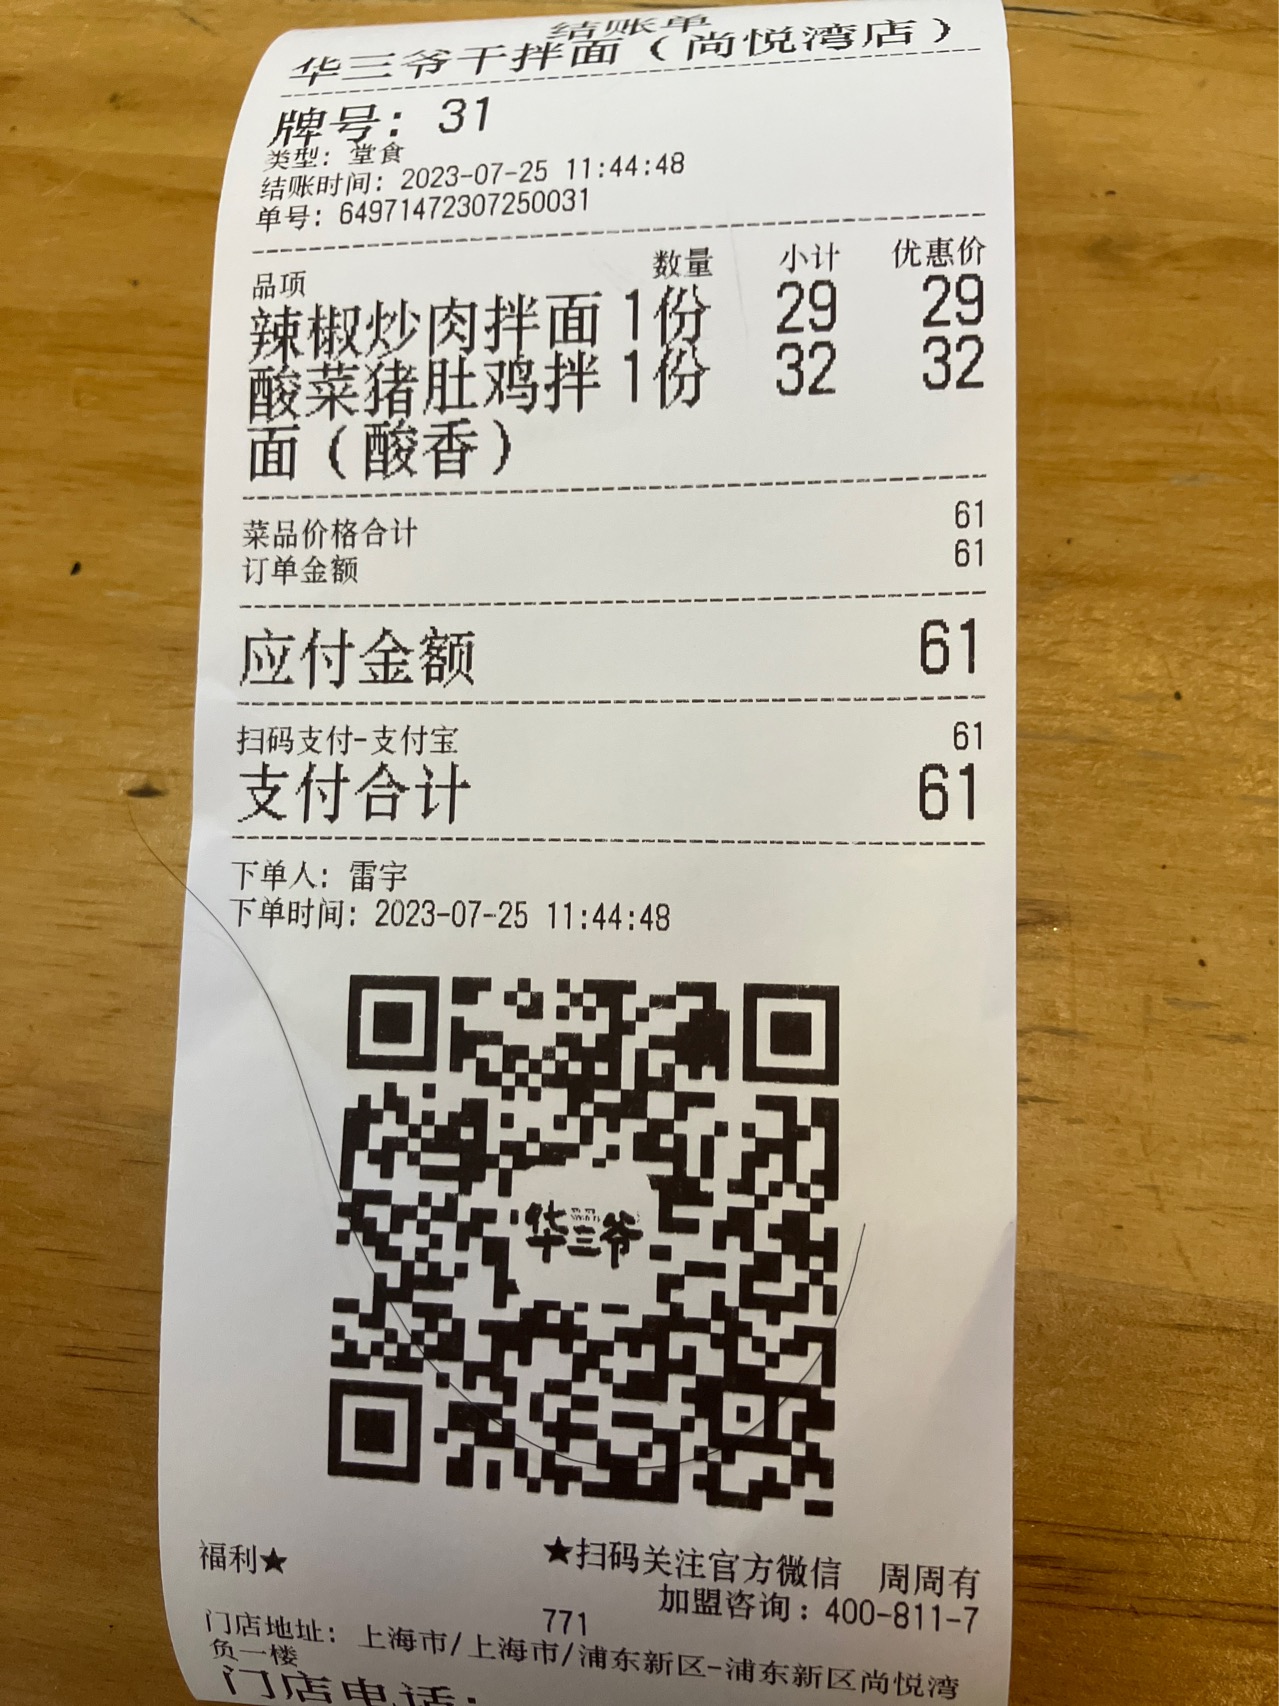 结账单
华三爷干拌面（尚悦湾店）
牌号: 31
类型: 堂食
结账时间: 2023-07-25 11:44:48
单号: 64971472307250031
品项 数量 小计 优惠价
辣椒炒肉拌面 1份 29 29
酸菜猪肚鸡拌 1份 32 32
面（酸香）
菜品价格合计 61
订单金额 61
应付金额 61
扫码支付-支付宝 61
支付合计 61
下单人: 雷宇
下单时间: 2023-07-25 11:44:48
华三爷
★扫码关注官方微信 周周有
福利★
加盟咨询: 400-811-7
771
门店地址: 上海市/上海市/浦东新区-浦东新区尚悦湾
负一楼
门店电话: